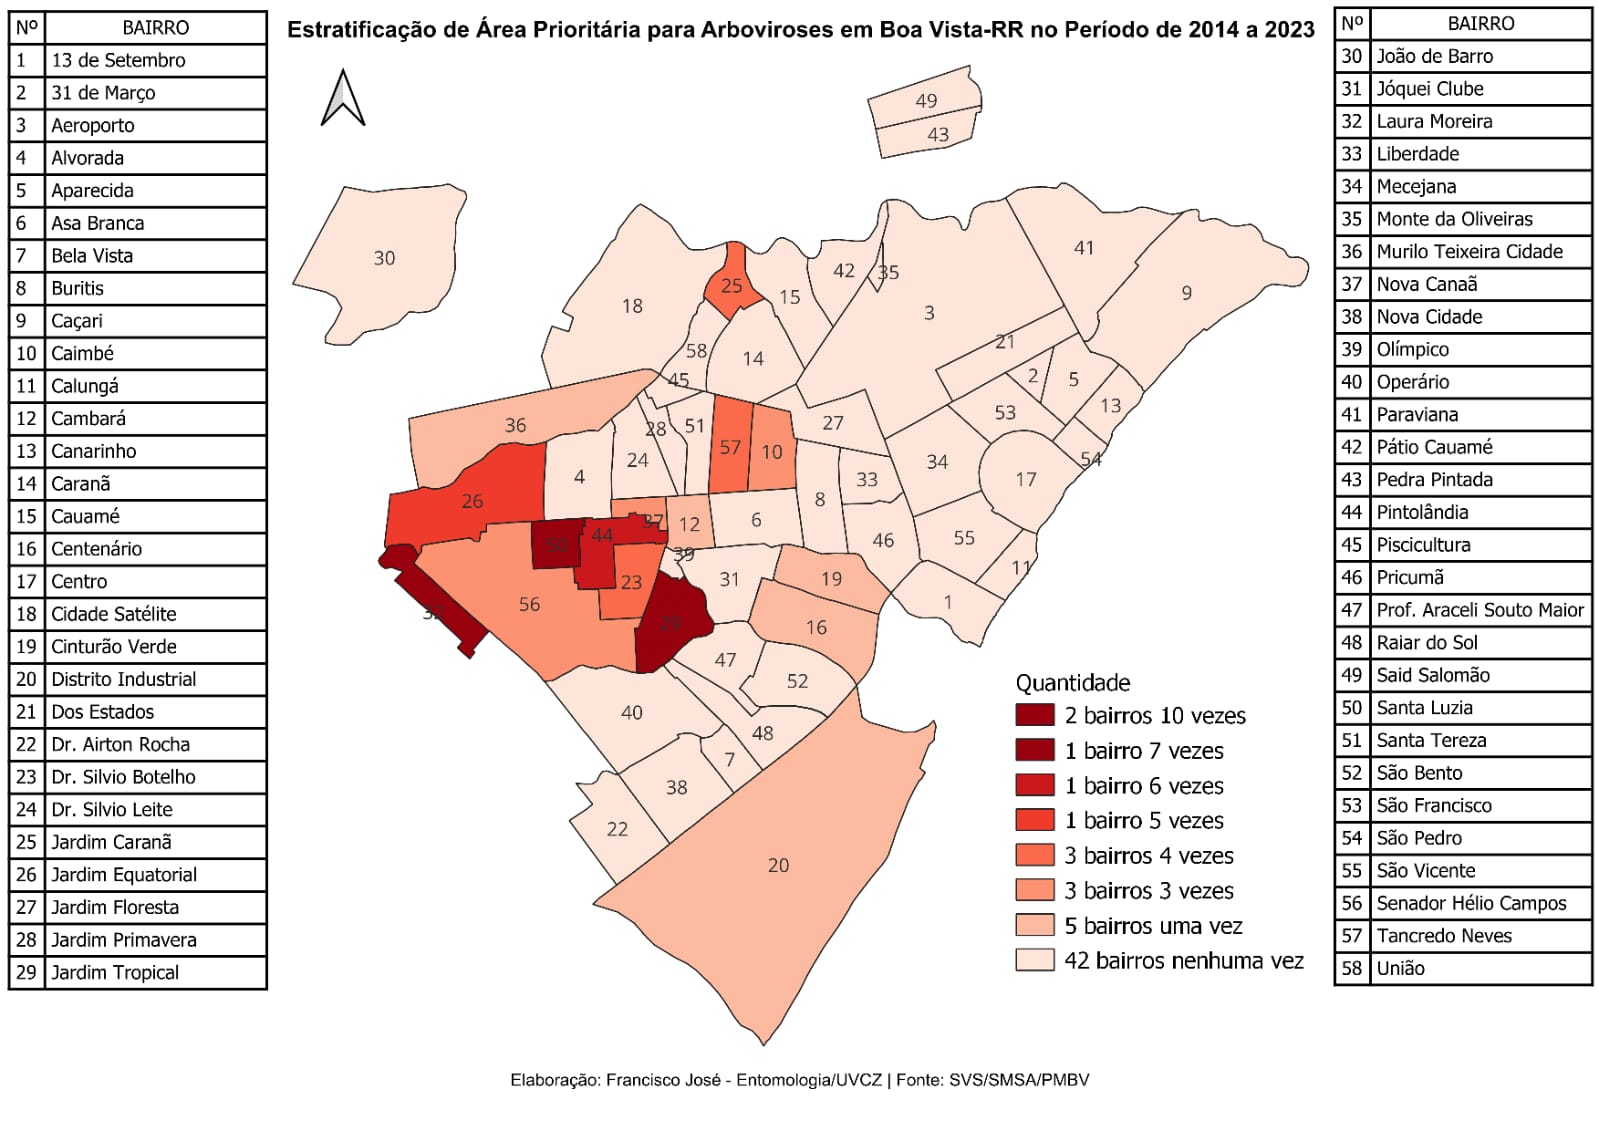 Nº BAIRRO
1 13 de Setembro
2 31 de Março
3 Aeroporto
4 Alvorada
5 Aparecida
6 Asa Branca
7 Bela Vista
8 Buritis
9 Caçari
10 Caimbé
11 Calungá
12 Cambará
13 Canarinho
14 Caranã
15 Cauamé
16 Centenário
17 Centro
18 Cidade Satélite
19 Cinturão Verde
20 Distrito Industrial
21 Dos Estados
22 Dr. Airton Rocha
23 Dr. Silvio Botelho
24 Dr. Silvio Leite
25 Jardim Caranã
26 Jardim Equatorial
27 Jardim Floresta
28 Jardim Primavera
29 Jardim Tropical
Estratificação de Área Prioritária para Arboviroses em Boa Vista-RR no Período de 2014 a 2023
49
43
30
41
42
35
9
25
15
18
3
21
58
14
45
2
5
13
53
36
28
51
27
57
10
54
24
34
4
33
17
26
8
37
12
6
44
50
46
55
39
11
23
31
19
56
1
32
29
16
47
52
40
48
7
38
22
20
Quantidade
2 bairros 10 vezes
1 bairro 7 vezes
1 bairro 6 vezes
1 bairro 5 vezes
3 bairros 4 vezes
3 bairros 3 vezes
5 bairros uma vez
42 bairros nenhuma vez
Nº BAIRRO
30 João de Barro
31 Jóquei Clube
32 Laura Moreira
33 Liberdade
34 Mecejana
35 Monte da Oliveiras
36 Murilo Teixeira Cidade
37 Nova Canaã
38 Nova Cidade
39 Olímpico
40 Operário
41 Paraviana
42 Pátio Cauamé
43 Pedra Pintada
44 Pintolândia
45 Piscicultura
46 Pricumã
47 Prof. Araceli Souto Maior
48 Raiar do Sol
49 Said Salomão
50 Santa Luzia
51 Santa Tereza
52 São Bento
53 São Francisco
54 São Pedro
55 São Vicente
56 Senador Hélio Campos
57 Tancredo Neves
58 União
Elaboração: Francisco José - Entomologia/UVCZ | Fonte: SVS/SMSA/PMBV